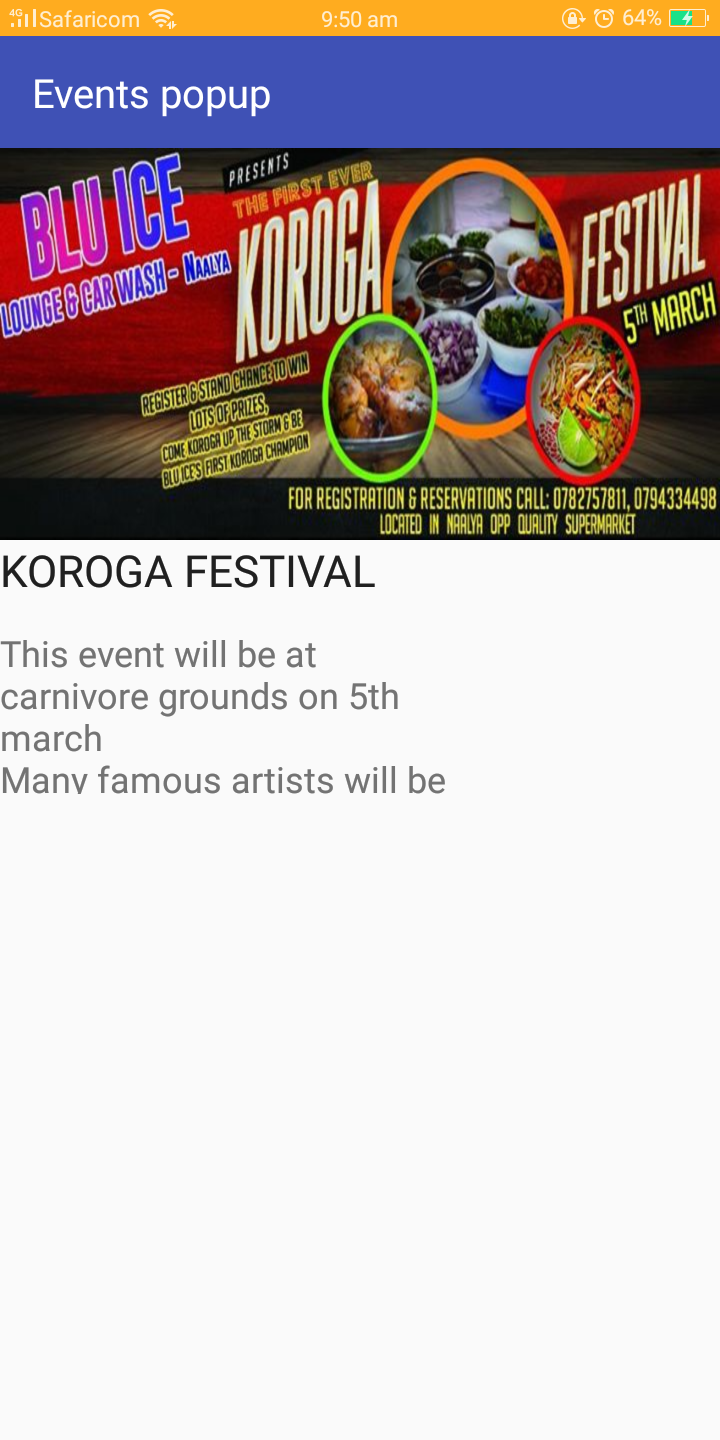 4G Safaricom 9:50 am 64%
Events popup
BLU ICE
LOUNGE & CAR WASH - NAALYA
PRESENTS
THE FIRST EVER
KOROGA
FESTIVAL
5TH MARCH
REGISTER & STAND CHANCE TO WIN
LOTS OF PRIZES,
COME KOROGA UP THE STORM & BE
BLU ICE'S FIRST KOROGA CHAMPION
FOR REGISTRATION & RESERVATIONS CALL: 0782757811, 0794334498
LOCATED IN NAALYA OPP QUALITY SUPERMARKET
KOROGA FESTIVAL
This event will be at
carnivore grounds on 5th
march
Many famous artists will be